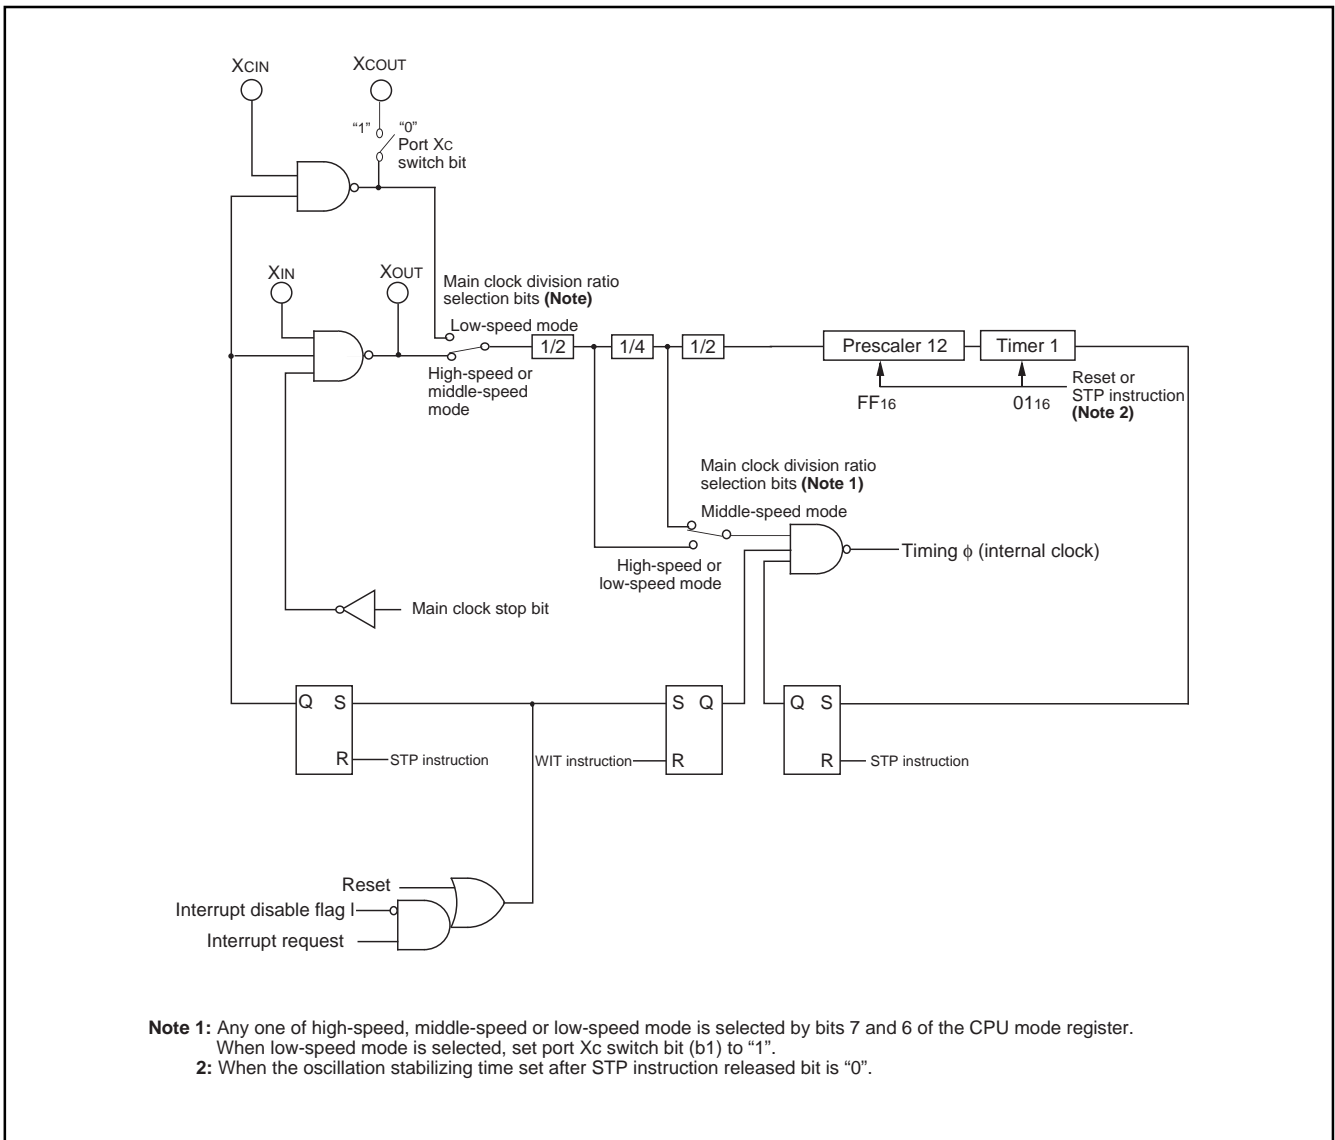 XCIN
XCOUT
“1” “0”
Port XC
switch bit
XIN
XOUT
Main clock division ratio
selection bits (Note)
Low-speed mode
High-speed or
middle-speed
mode
1/2
1/4
1/2
Prescaler 12
Timer 1
FF16
0116
Reset or
STP instruction
(Note 2)
Main clock division ratio
selection bits (Note 1)
Middle-speed mode
High-speed or
low-speed mode
Timing ϕ (internal clock)
Main clock stop bit
Q S
R
STP instruction
WIT instruction
S Q
R
Q S
R
STP instruction
Reset
Interrupt disable flag I
Interrupt request
Note 1: Any one of high-speed, middle-speed or low-speed mode is selected by bits 7 and 6 of the CPU mode register.
When low-speed mode is selected, set port Xc switch bit (b1) to “1”.
2: When the oscillation stabilizing time set after STP instruction released bit is “0”.